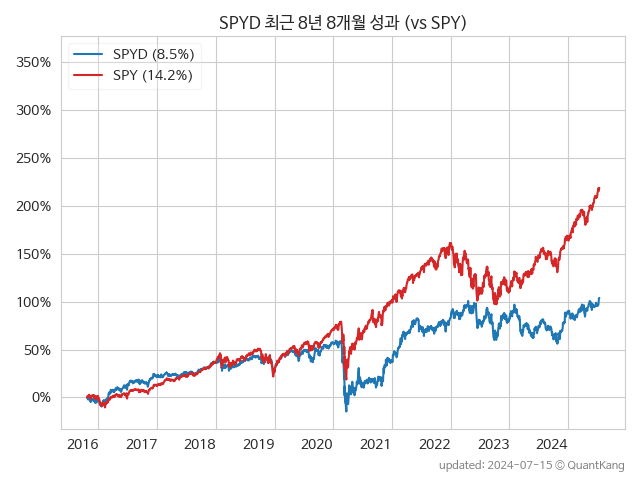 SPYD 최근 8년 8개월 성과 (vs SPY)
SPYD (8.5%)
SPY (14.2%)
350%
300%
250%
200%
150%
100%
50%
0%
2016 2017 2018 2019 2020 2021 2022 2023 2024
updated: 2024-07-15 © QuantKang